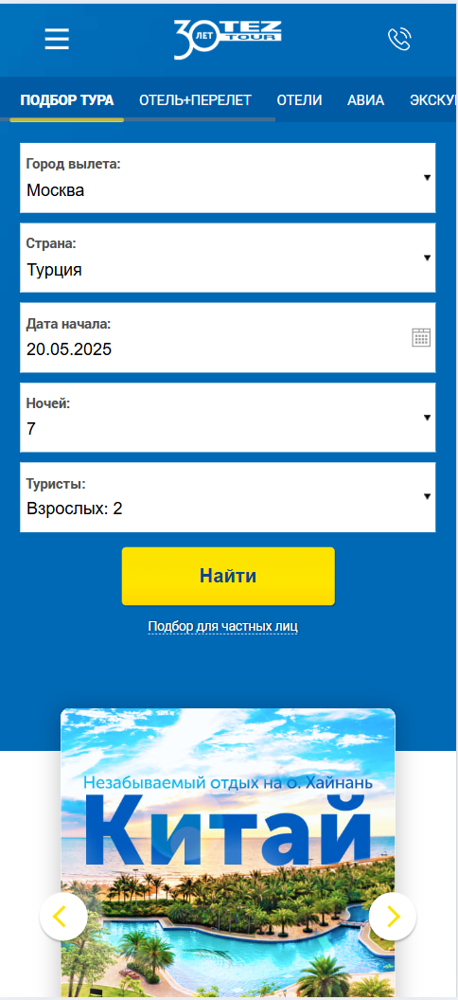 30 ЛЕТ TEZ TOUR
ПОДБОР ТУРА ОТЕЛЬ+ПЕРЕЛЕТ ОТЕЛИ АВИА ЭКСКУ
Город вылета:
Москва
Страна:
Турция
Дата начала:
20.05.2025
Ночей:
7
Туристы:
Взрослых: 2
Найти
Подбор для частных лиц
Незабываемый отдых на о. Хайнань
Китай